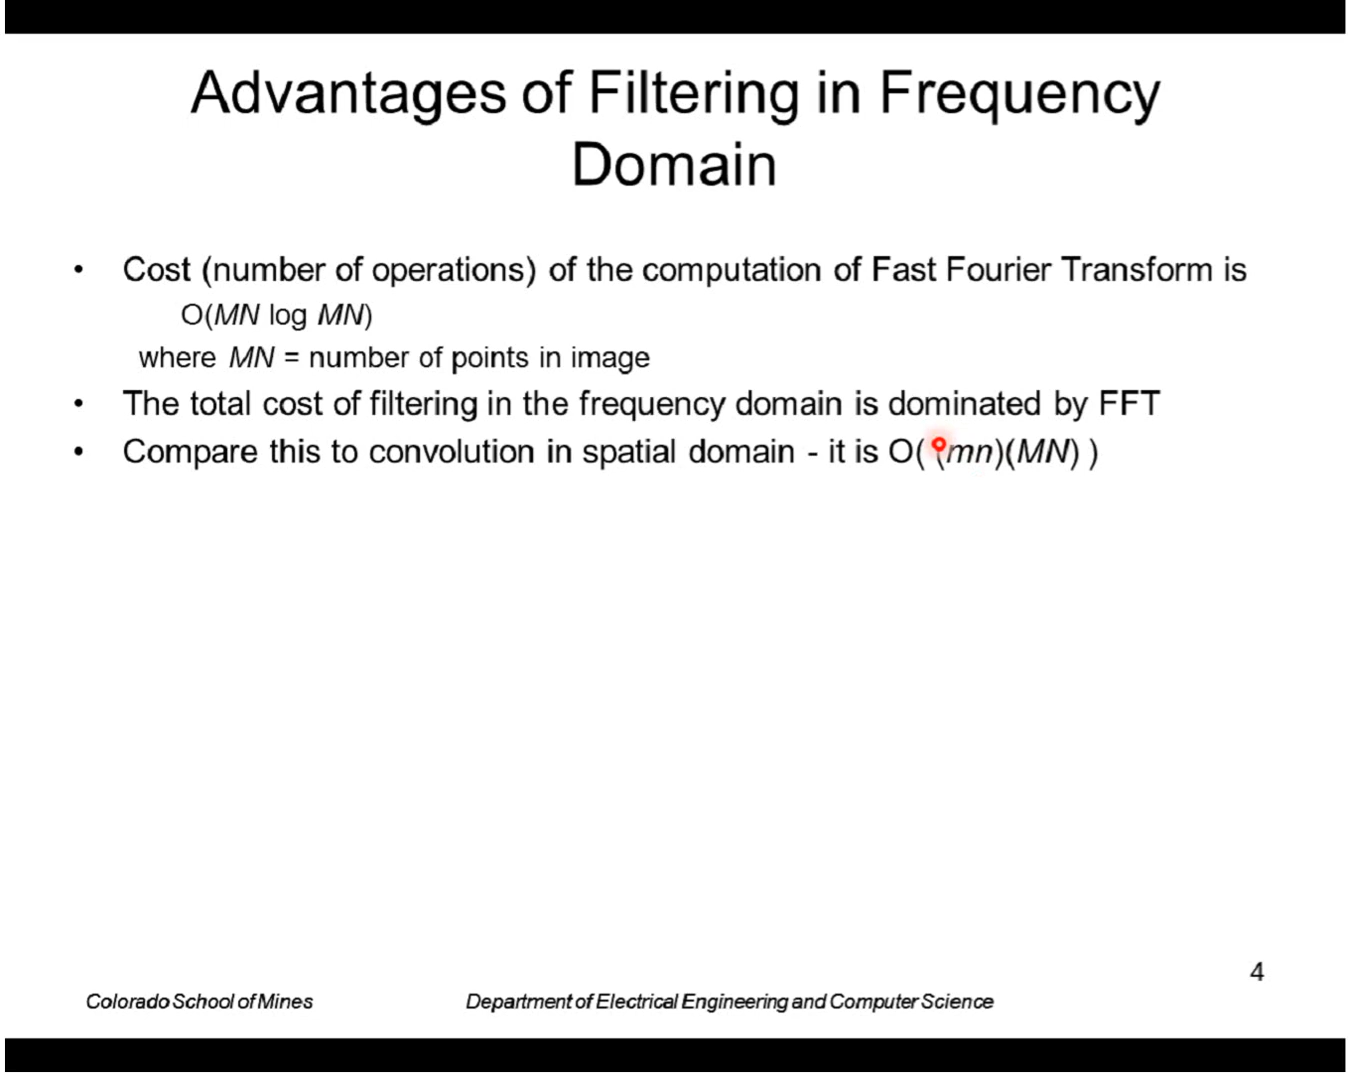 Advantages of Filtering in Frequency
Domain
• Cost (number of operations) of the computation of Fast Fourier Transform is
O(MN log MN)
where MN = number of points in image
• The total cost of filtering in the frequency domain is dominated by FFT
• Compare this to convolution in spatial domain - it is O( (mn)(MN) )
4
Colorado School of Mines
Department of Electrical Engineering and Computer Science